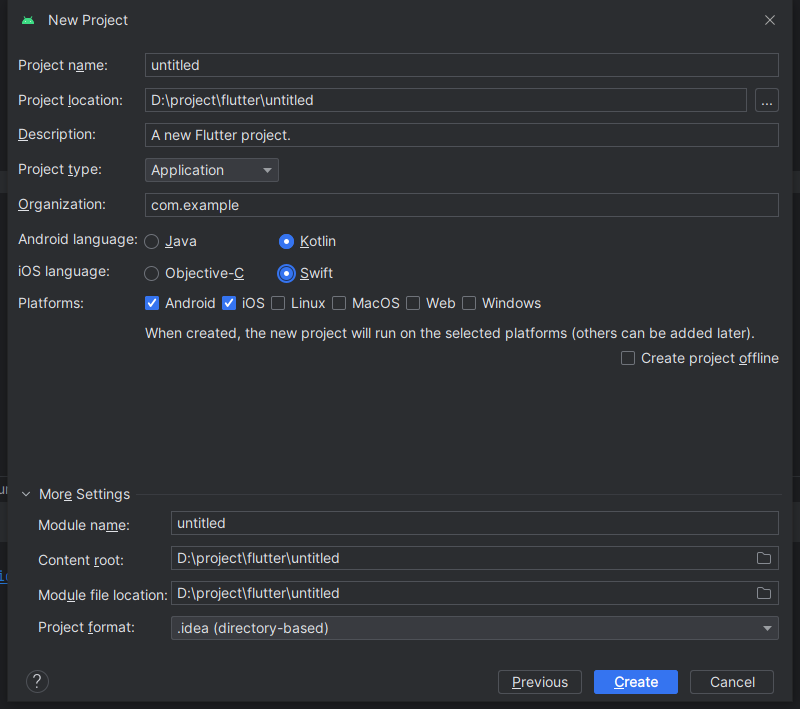 New Project
Project name: untitled
Project location: D:\project\flutter\untitled ...
Description: A new Flutter project.
Project type: Application
Organization: com.example
Android language: Java Kotlin
iOS language: Objective-C Swift
Platforms: Android iOS Linux MacOS Web Windows
When created, the new project will run on the selected platforms (others can be added later).
Create project offline
More Settings
Module name: untitled
Content root: D:\project\flutter\untitled
Module file location: D:\project\flutter\untitled
Project format: .idea (directory-based)
? Previous Create Cancel